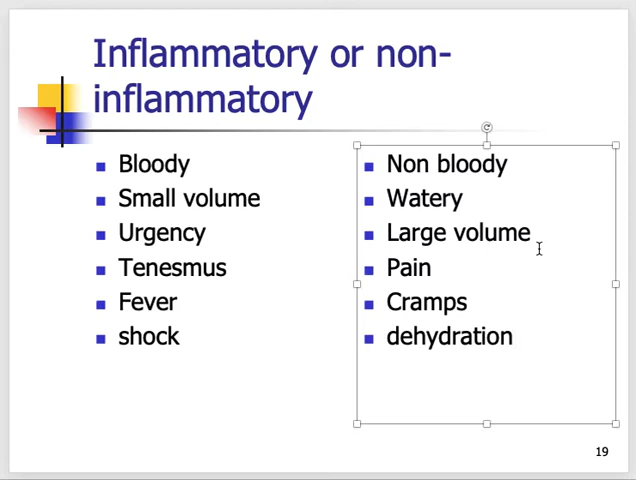 Inflammatory or non-
inflammatory
Bloody
Small volume
Urgency
Tenesmus
Fever
shock
Non bloody
Watery
Large volume
Pain
Cramps
dehydration
19